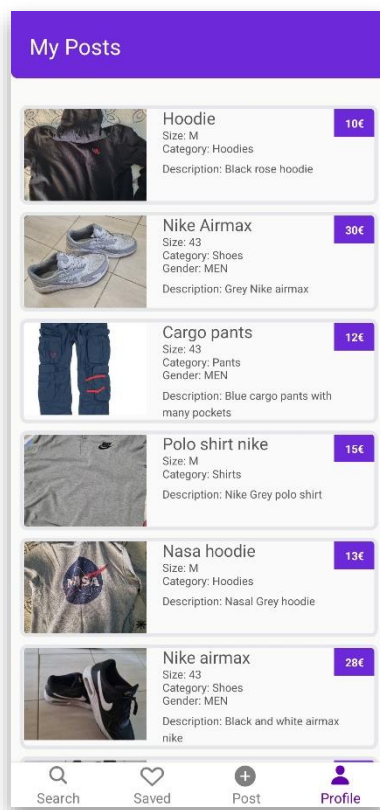 My Posts
Hoodie
10€
Size: M
Category: Hoodies
Description: Black rose hoodie
Nike Airmax
30€
Size: 43
Category: Shoes
Gender: MEN
Description: Grey Nike airmax
Cargo pants
12€
Size: 43
Category: Pants
Gender: MEN
Description: Blue cargo pants with
many pockets
Polo shirt nike
15€
Size: M
Category: Shirts
Description: Nike Grey polo shirt
Nasa hoodie
13€
Size: M
Category: Hoodies
Description: Nasal Grey hoodie
NASA
Nike airmax
28€
Size: 43
Category: Shoes
Gender: MEN
Description: Black and white airmax
nike
Search
Saved
Post
Profile